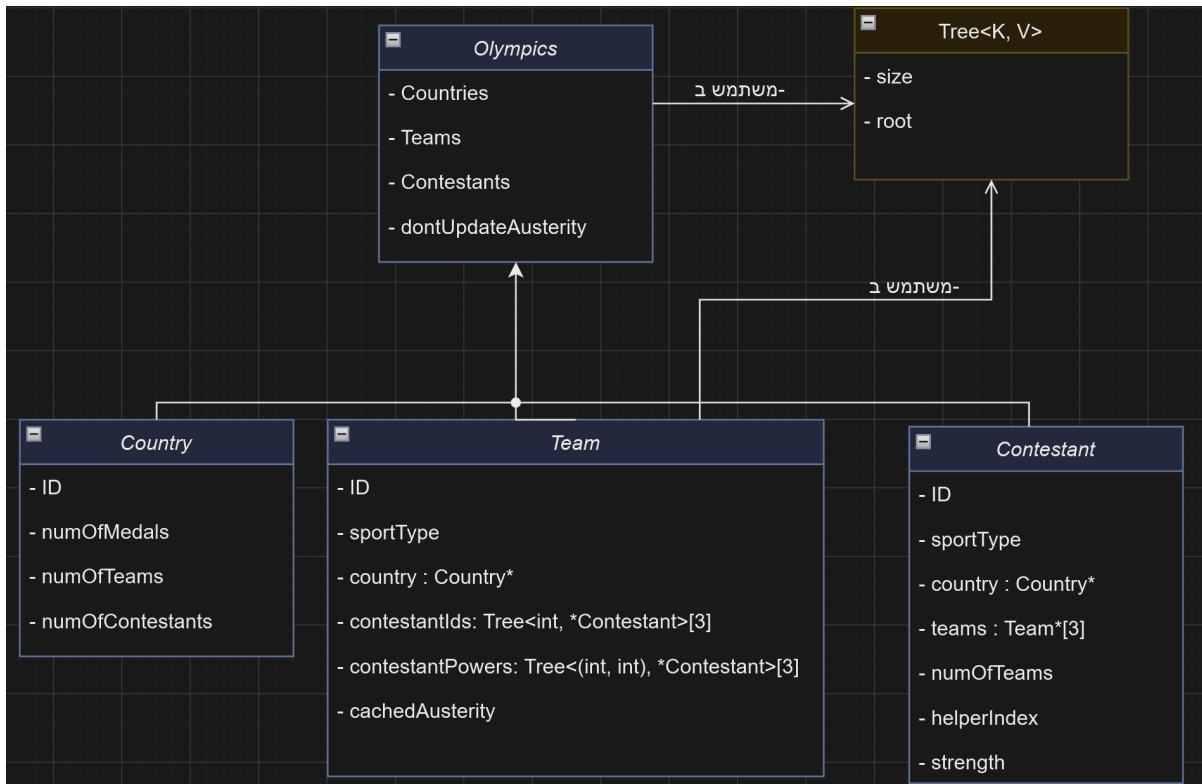 Olympics
- Countries
- Teams
- Contestants
- dontUpdateAusterity
משתמש ב-
Tree<K, V>
- size
- root
משתמש ב-
Country
- ID
- numOfMedals
- numOfTeams
- numOfContestants
Team
- ID
- sportType
- country : Country*
- contestantIds: Tree<int, *Contestant>[3]
- contestantPowers: Tree<(int, int), *Contestant>[3]
- cachedAusterity
Contestant
- ID
- sportType
- country : Country*
- teams : Team*[3]
- numOfTeams
- helperIndex
- strength